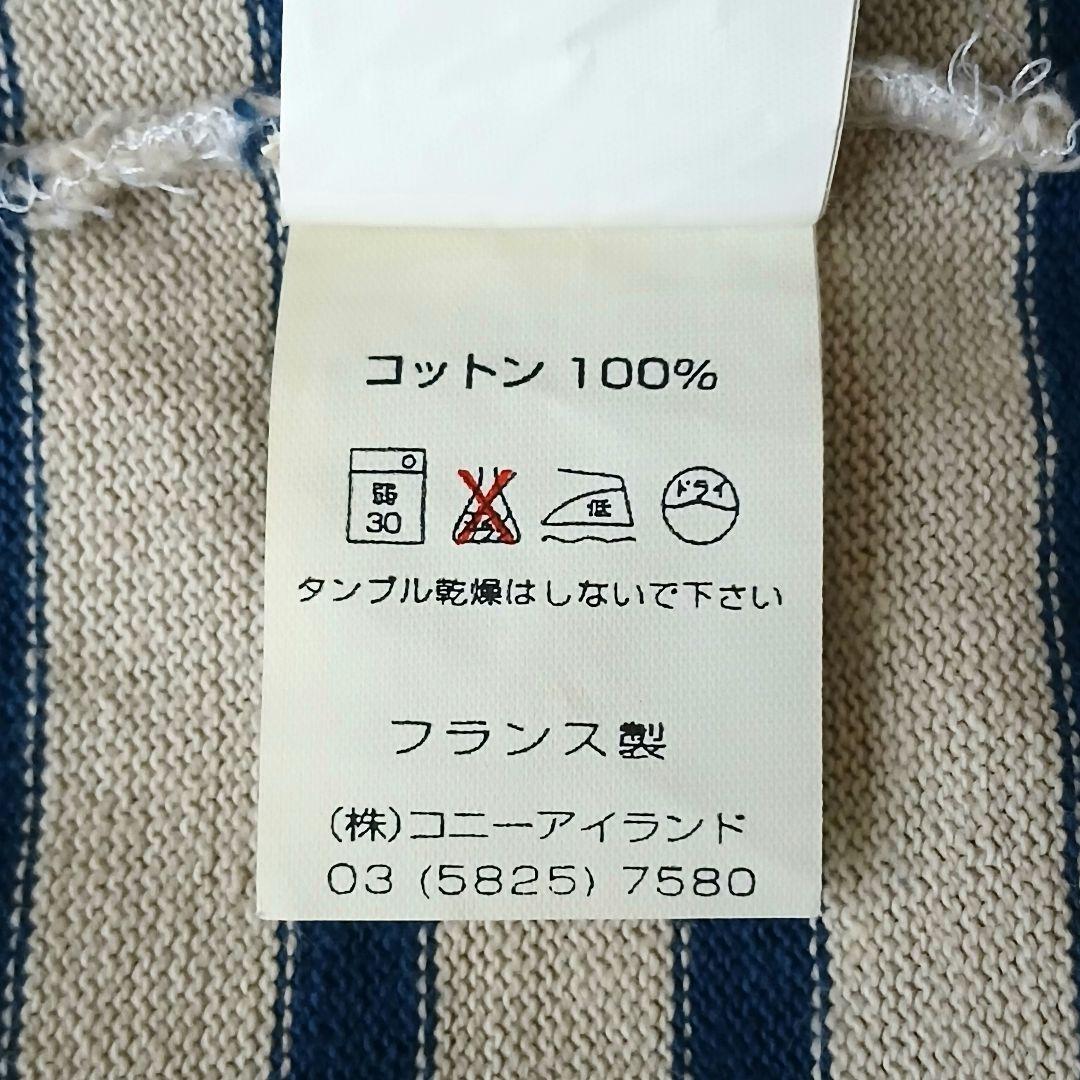 コットン 100%
弱 30 低 ドライ
タンブル乾燥はしないで下さい
フランス製
(株)コニーアイランド
03 (5825) 7580